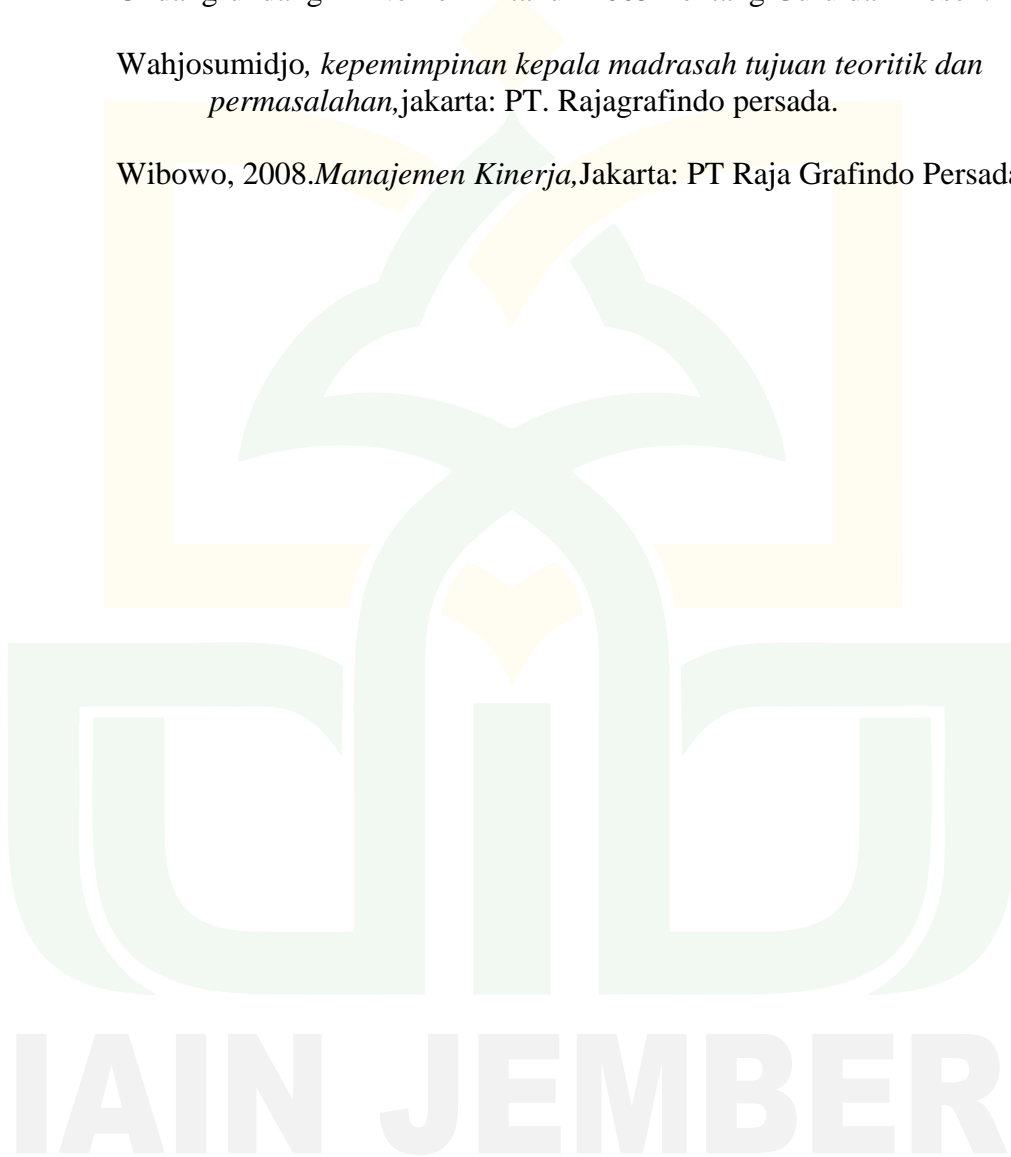 Wahjosumidjo, kepemimpinan kepala madrasah tujuan teoritik dan
permasalahan,jakarta: PT. Rajagrafindo persada.
Wibowo, 2008.Manajemen Kinerja,Jakarta: PT Raja Grafindo Persada
IAIN JEMBER